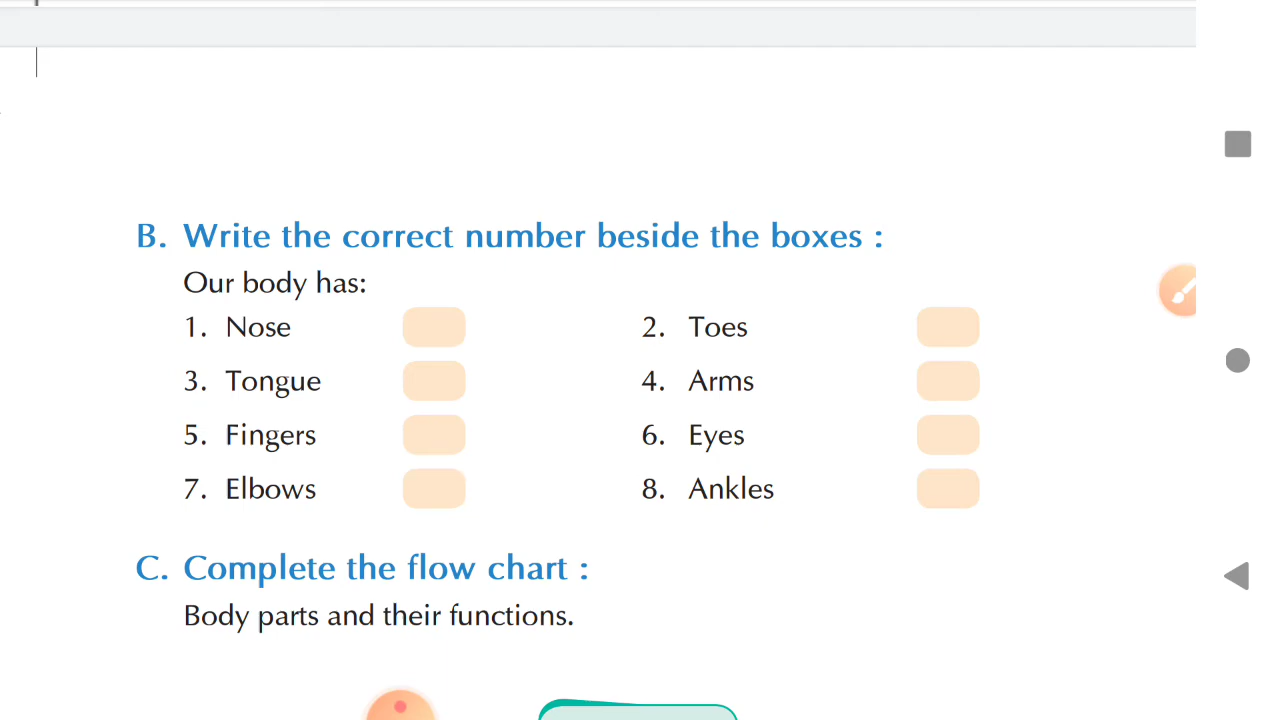 B. Write the correct number beside the boxes :
Our body has:
1. Nose
2. Toes
3. Tongue
4. Arms
5. Fingers
6. Eyes
7. Elbows
8. Ankles
C. Complete the flow chart :
Body parts and their functions.